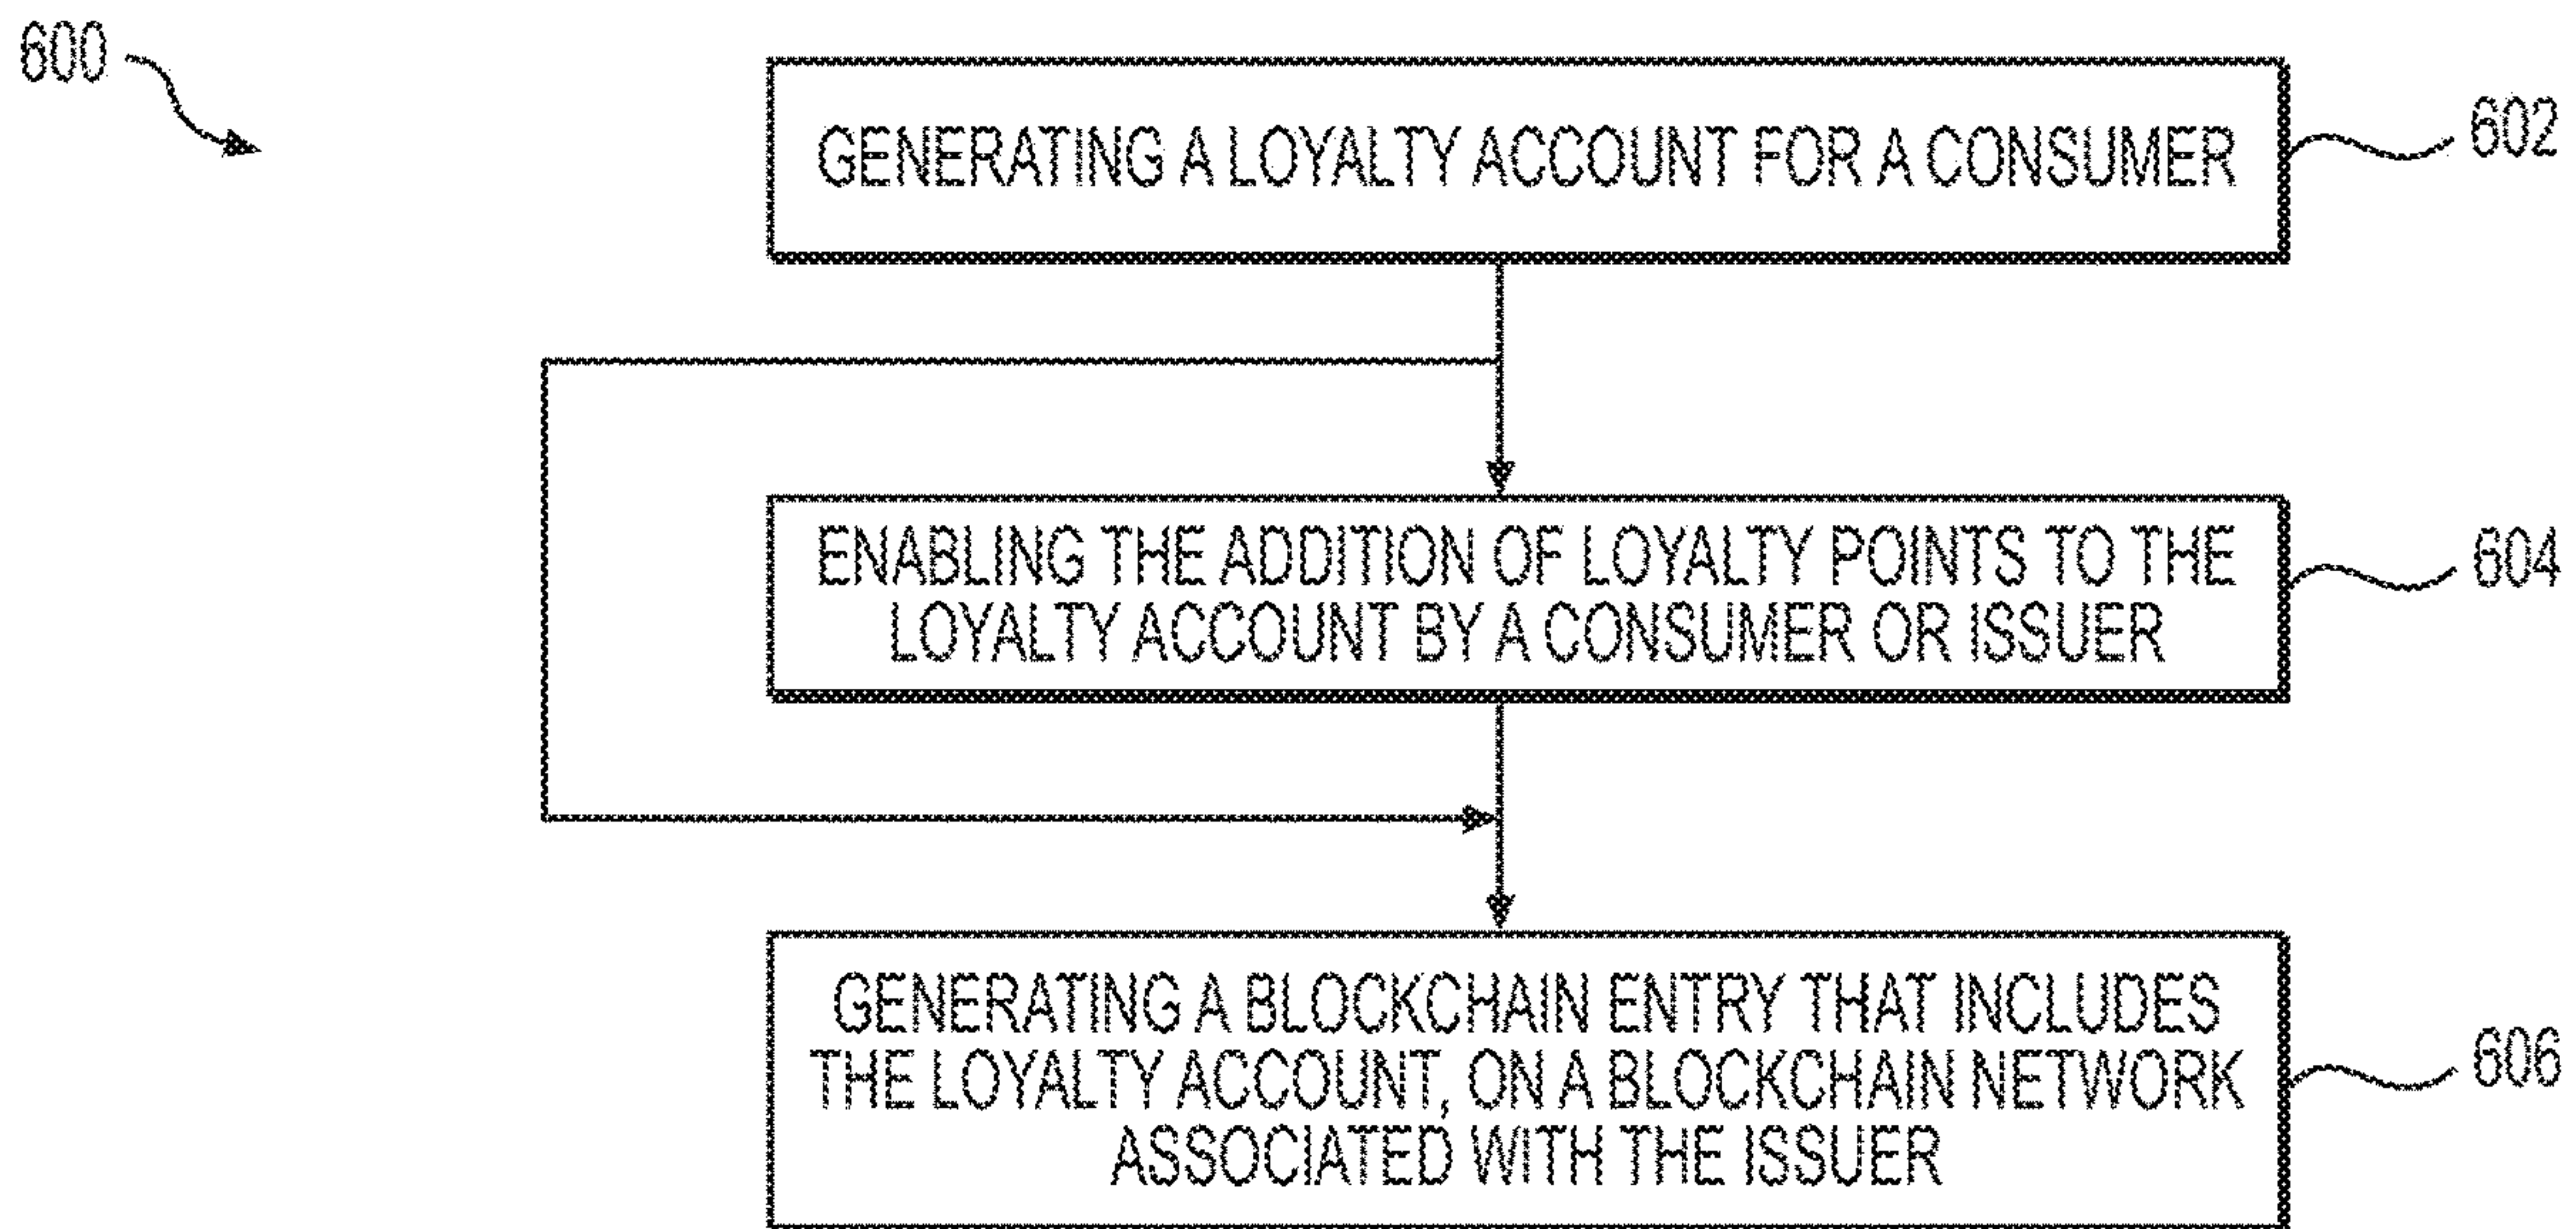 600
GENERATING A LOYALTY ACCOUNT FOR A CONSUMER
602
ENABLING THE ADDITION OF LOYALTY POINTS TO THE
LOYALTY ACCOUNT BY A CONSUMER OR ISSUER
604
GENERATING A BLOCKCHAIN ENTRY THAT INCLUDES
THE LOYALTY ACCOUNT, ON A BLOCKCHAIN NETWORK
ASSOCIATED WITH THE ISSUER
606